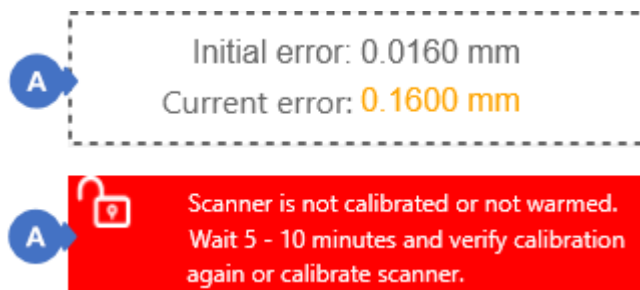 A
Initial error: 0.0160 mm
Current error: 0.1600 mm
A
Scanner is not calibrated or not warmed.
Wait 5 - 10 minutes and verify calibration
again or calibrate scanner.